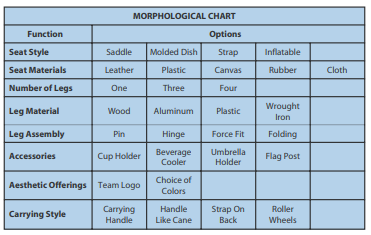 MORPHOLOGICAL CHART
Function Options
Seat Style Saddle Molded Dish Strap Inflatable
Seat Materials Leather Plastic Canvas Rubber Cloth
Number of Legs One Three Four
Leg Material Wood Aluminum Plastic Wrought Iron
Leg Assembly Pin Hinge Force Fit Folding
Accessories Cup Holder Beverage Cooler Umbrella Holder Flag Post
Aesthetic Offerings Team Logo Choice of Colors
Carrying Style Carrying Handle Handle Like Cane Strap On Back Roller Wheels